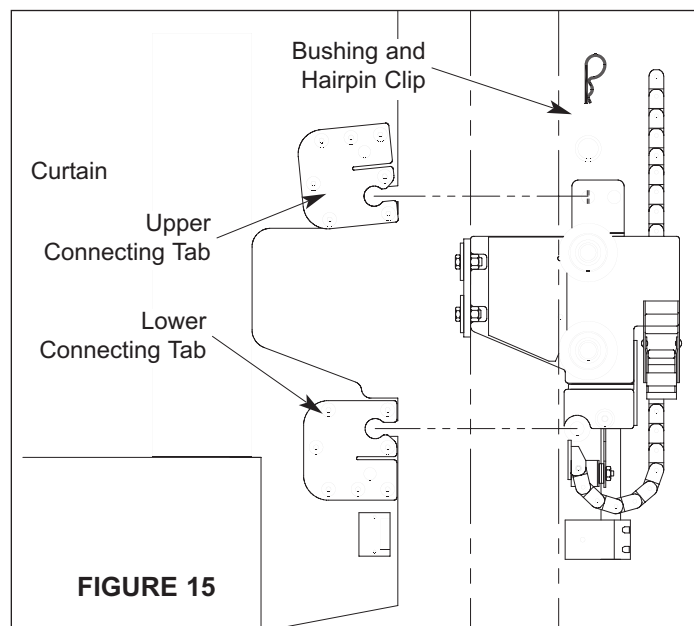 Bushing and
Hairpin Clip
Curtain
Upper
Connecting Tab
Lower
Connecting Tab
FIGURE 15